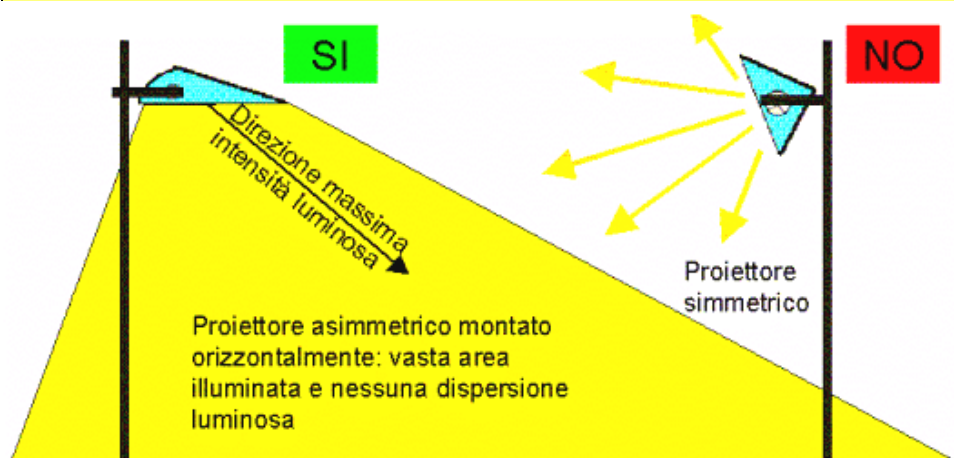 SI
NO
Direzione massima
intensità luminosa
Proiettore
simmetrico
Proiettore asimmetrico montato
orizzontalmente: vasta area
illuminata e nessuna dispersione
luminosa